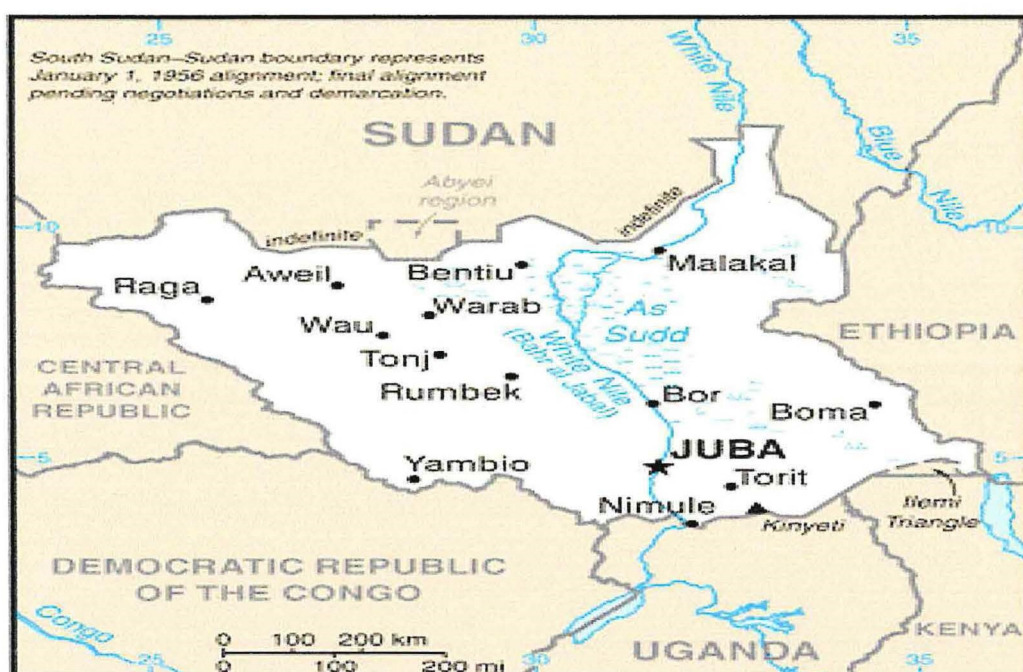 25 30 35
South Sudan–Sudan boundary represents
January 1, 1956 alignment; final alignment
pending negotiations and demarcation.
White Nile
SUDAN
Blue
Nile
Abyei
region
10
indefinite
indefinite
10
Raga
Aweil
Bentiu
Malakal
Warab
As
Sudd
Wau
Tonj
Rumbek
White Nile
(Bahr al Jabal)
ETHIOPIA
CENTRAL
AFRICAN
REPUBLIC
Bor
Boma
JUBA
5
Yambio
Torit
5
Nimule
Kinyeti
Ilemi
Triangle
DEMOCRATIC REPUBLIC
OF THE CONGO
Congo
0 100 200 km
0 100 200 mi
25
30
UGANDA
KENYA
35